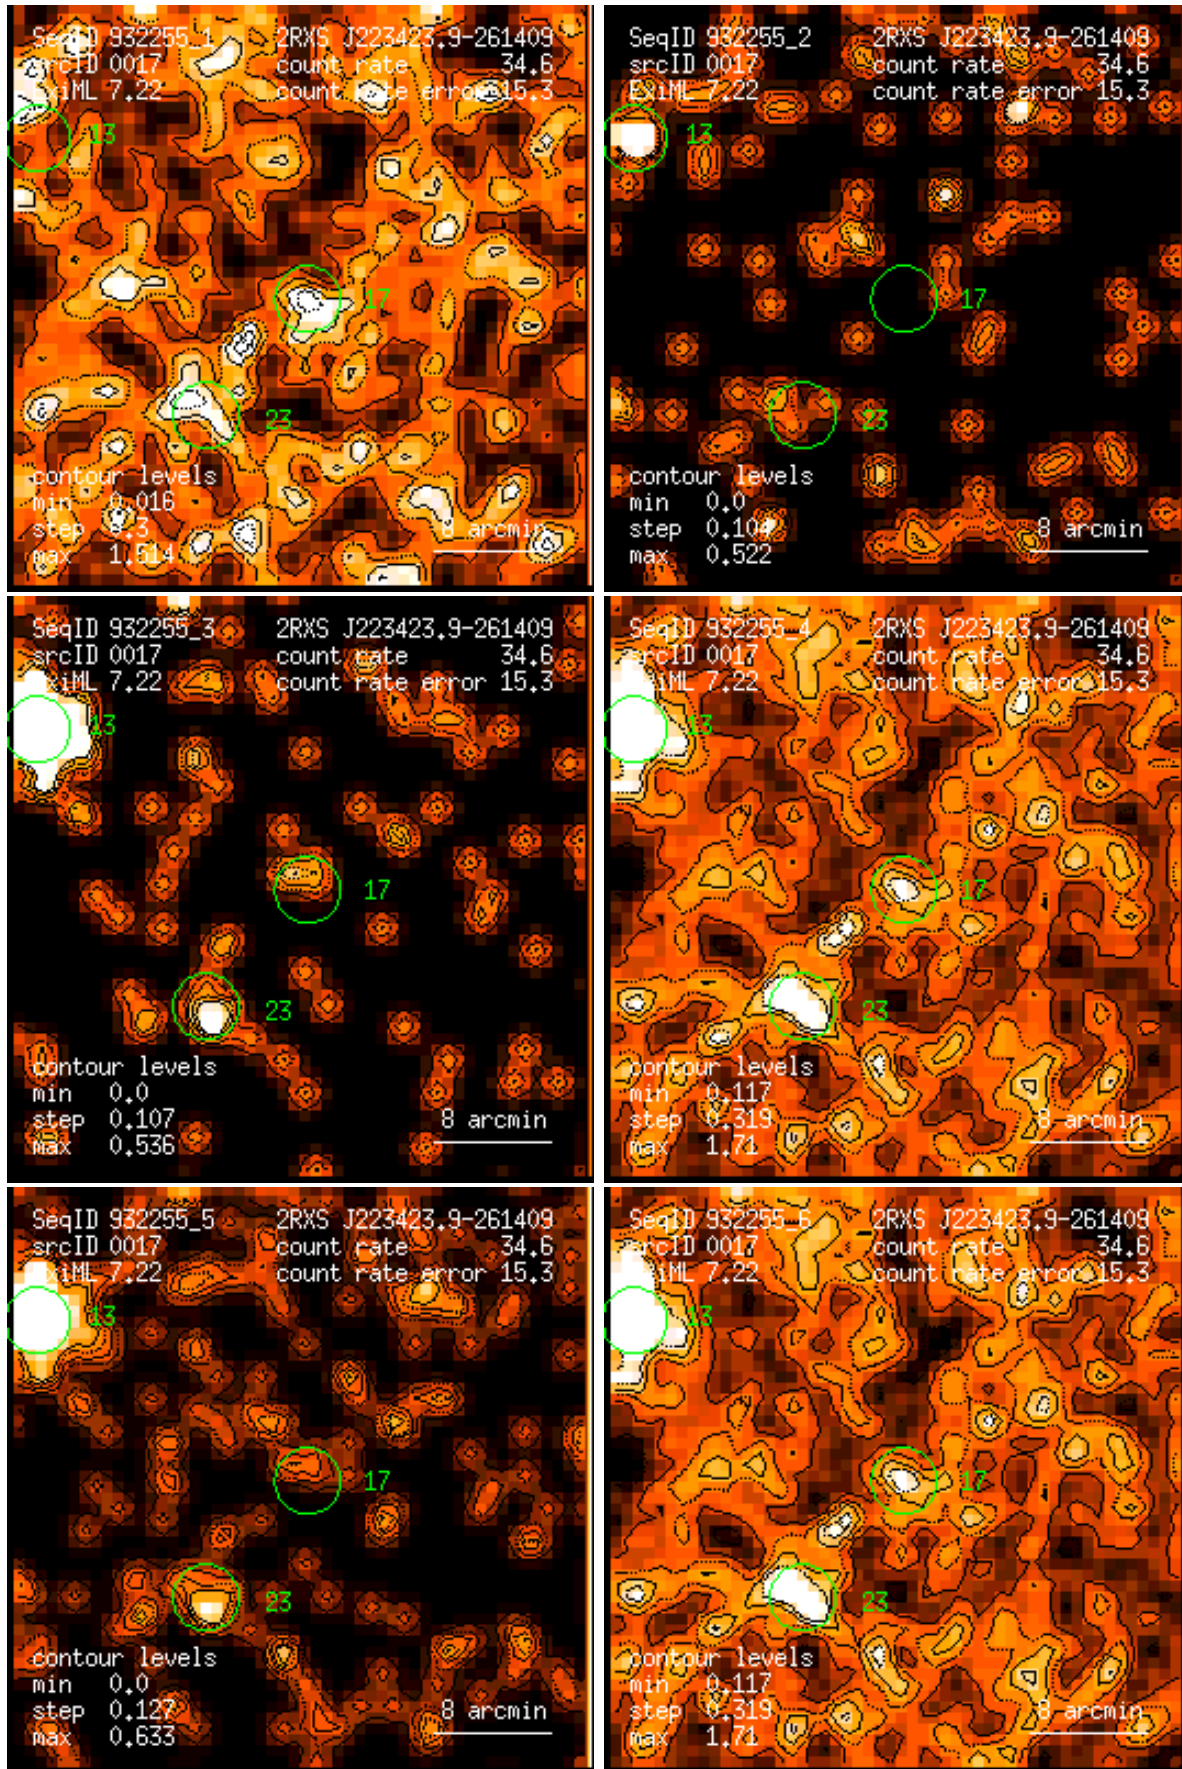 SeqID 932255_1 2RXS J223423.9-261409
srcID 0017 count rate 34.6
ExiML 7.22 count rate error 15.3
13
17
23
contour levels
min 0.016
step 0.3
max 1.514
8 arcmin
SeqID 932255_2 2RXS J223423.9-261409
srcID 0017 count rate 34.6
ExiML 7.22 count rate error 15.3
13
17
23
contour levels
min 0.0
step 0.104
max 0.522
8 arcmin
SeqID 932255_3 2RXS J223423.9-261409
srcID 0017 count rate 34.6
ExiML 7.22 count rate error 15.3
13
17
23
contour levels
min 0.0
step 0.107
max 0.536
8 arcmin
SeqID 932255_4 2RXS J223423.9-261409
srcID 0017 count rate 34.6
ExiML 7.22 count rate error 15.3
13
17
23
contour levels
min 0.117
step 0.319
max 1.71
8 arcmin
SeqID 932255_5 2RXS J223423.9-261409
srcID 0017 count rate 34.6
ExiML 7.22 count rate error 15.3
13
17
23
contour levels
min 0.0
step 0.127
max 0.633
8 arcmin
SeqID 932255_6 2RXS J223423.9-261409
srcID 0017 count rate 34.6
ExiML 7.22 count rate error 15.3
13
17
23
contour levels
min 0.117
step 0.319
max 1.71
8 arcmin